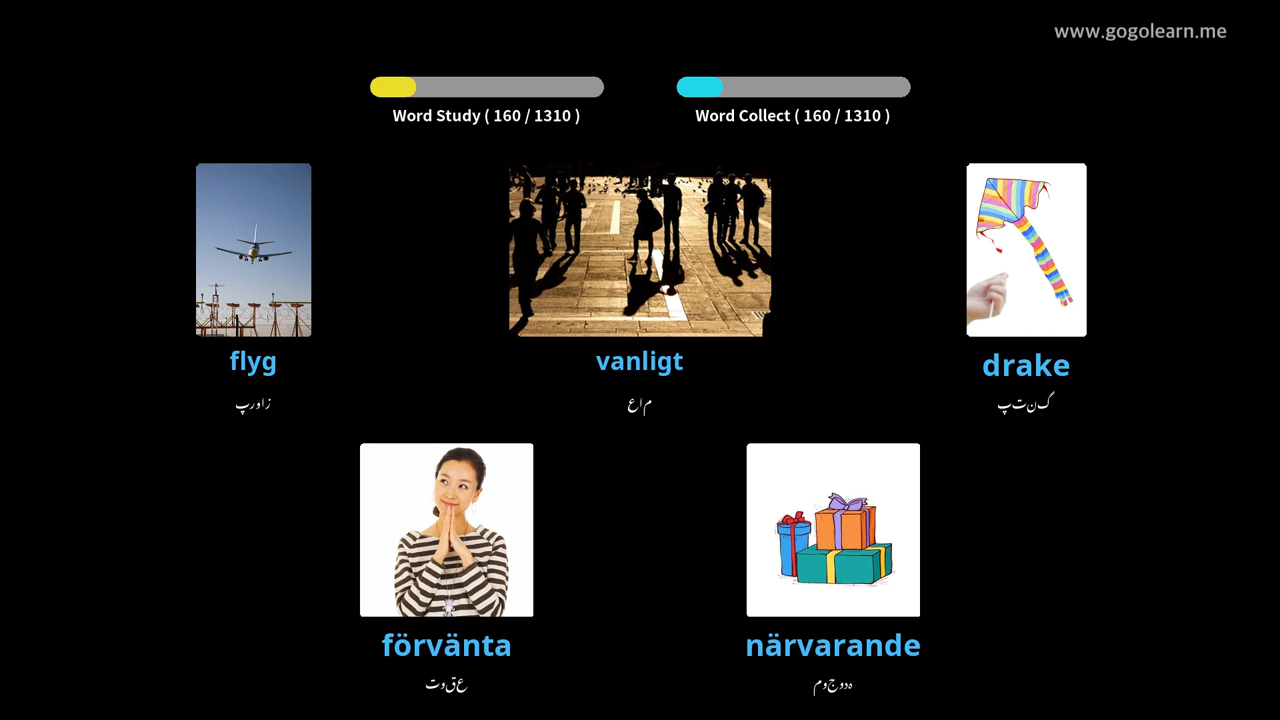 www.gogolearn.me
Word Study ( 160 / 1310 )
Word Collect ( 160 / 1310 )
flyg
vanligt
drake
زاورپ
ماع
گنتپ
förvänta
närvarande
عقوت
ہدوجوم